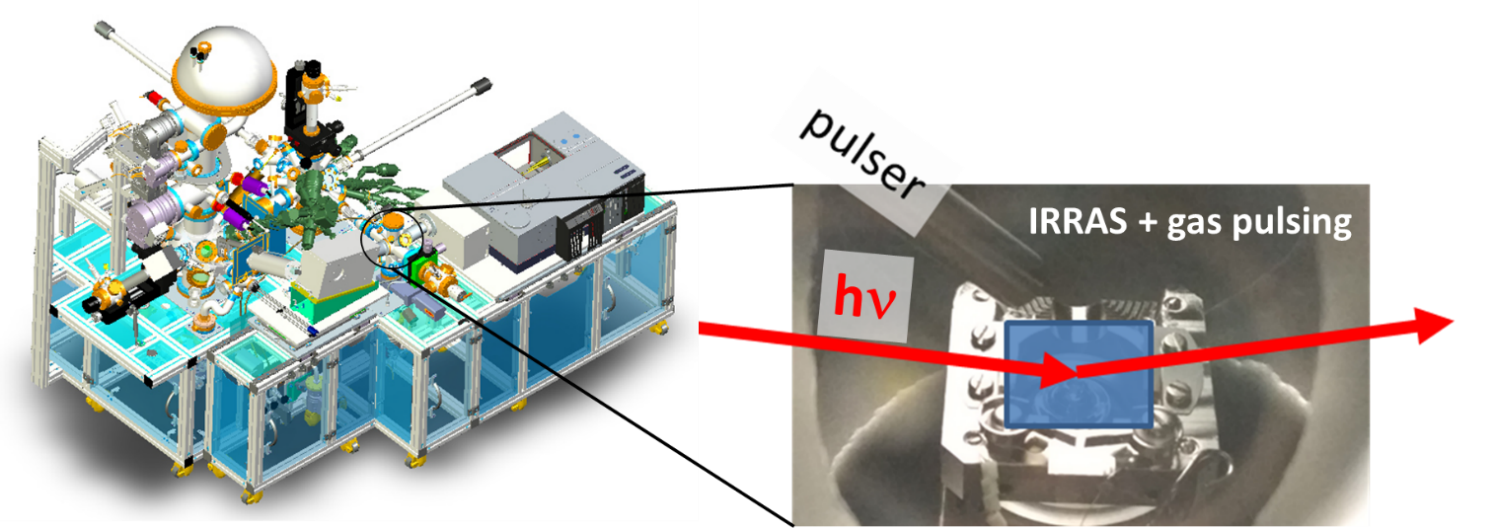 pulser
IRRAS + gas pulsing
hν